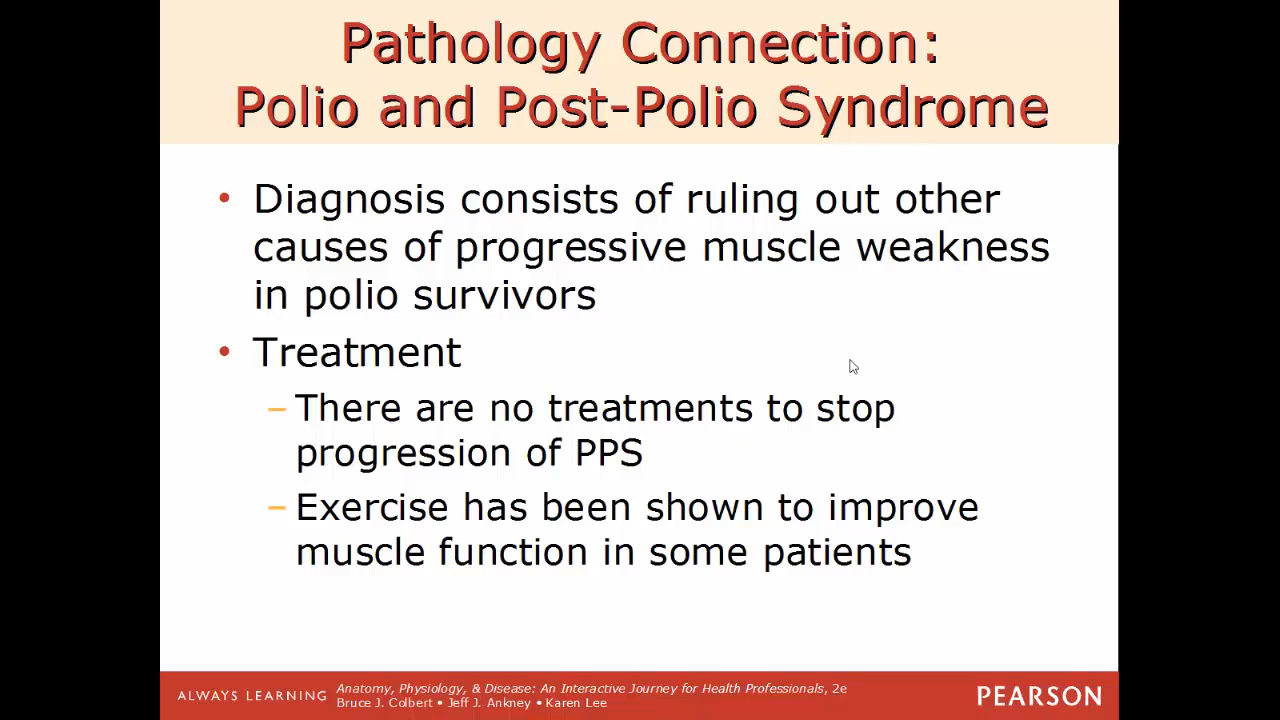 Pathology Connection:
Polio and Post-Polio Syndrome
• Diagnosis consists of ruling out other
causes of progressive muscle weakness
in polio survivors
• Treatment
– There are no treatments to stop
progression of PPS
– Exercise has been shown to improve
muscle function in some patients
ALWAYS LEARNING
Anatomy, Physiology, & Disease: An Interactive Journey for Health Professionals, 2e
Bruce J. Colbert • Jeff J. Ankney • Karen Lee
PEARSON